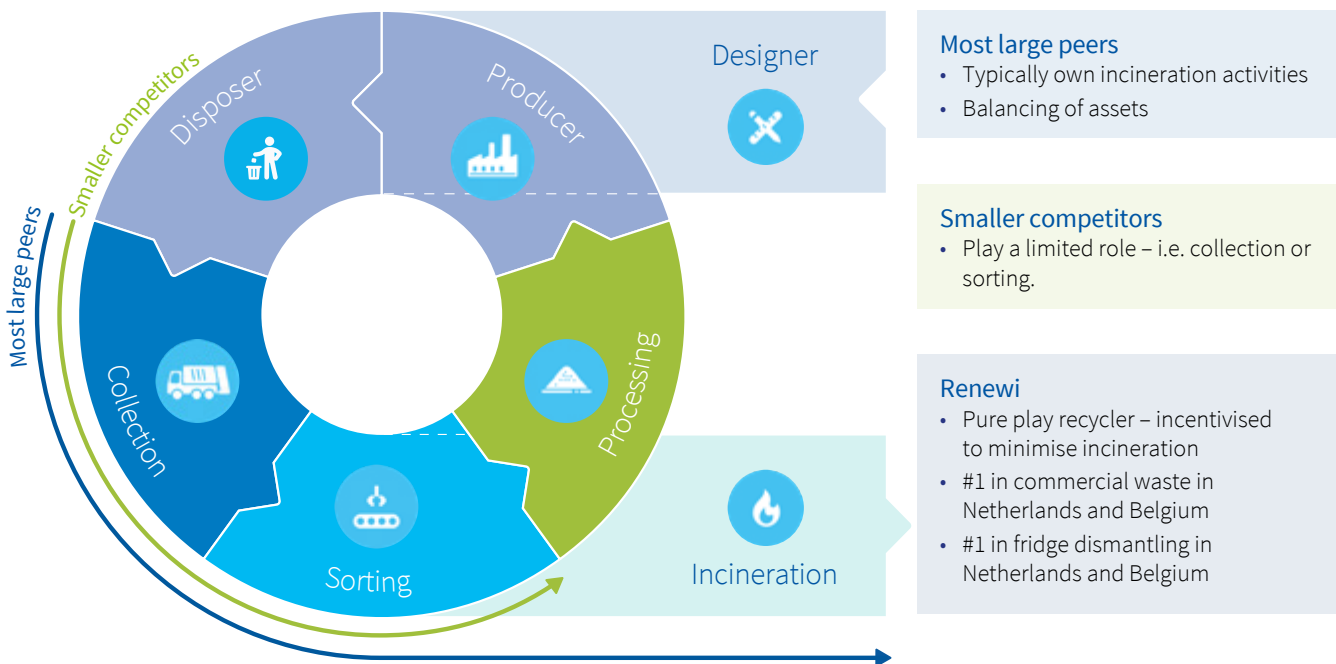 Smaller competitors
Most large peers
Disposer
Producer
Collection
Sorting
Processing
Designer
Incineration
Most large peers
• Typically own incineration activities
• Balancing of assets
Smaller competitors
• Play a limited role – i.e. collection or
sorting.
Renewi
• Pure play recycler – incentivised
to minimise incineration
• #1 in commercial waste in
Netherlands and Belgium
• #1 in fridge dismantling in
Netherlands and Belgium